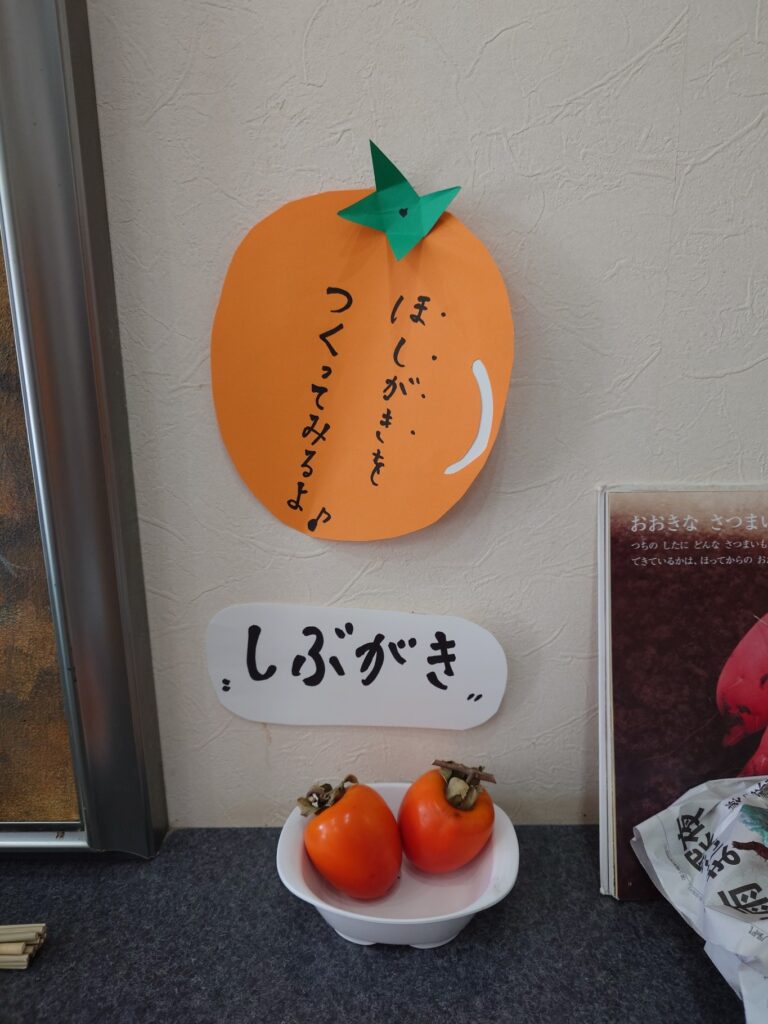 ほしがきを
つくってみるよ♪
〝しぶがき〟
おおきな さつまい
つちの したに どんな さつまいも
できているかは、ほってからの お